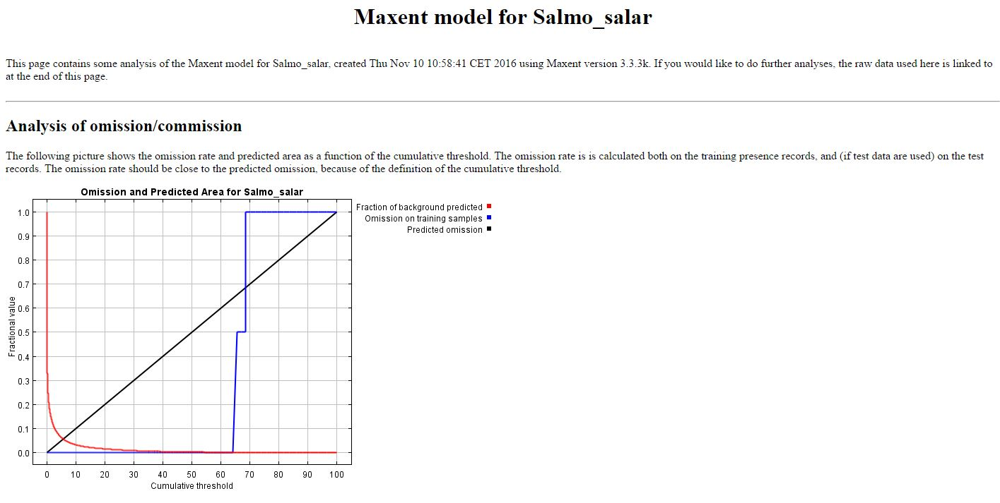 Maxent model for Salmo_salar
This page contains some analysis of the Maxent model for Salmo_salar, created Thu Nov 10 10:58:41 CET 2016 using Maxent version 3.3.3k. If you would like to do further analyses, the raw data used here is linked to
at the end of this page.
Analysis of omission/commission
The following picture shows the omission rate and predicted area as a function of the cumulative threshold. The omission rate is is calculated both on the training presence records, and (if test data are used) on the test
records. The omission rate should be close to the predicted omission, because of the definition of the cumulative threshold.
Omission and Predicted Area for Salmo_salar
Fraction of background predicted
Omission on training samples
Predicted omission
Fractional value
1.0
0.9
0.8
0.7
0.6
0.5
0.4
0.3
0.2
0.1
0.0
0 10 20 30 40 50 60 70 80 90 100
Cumulative threshold